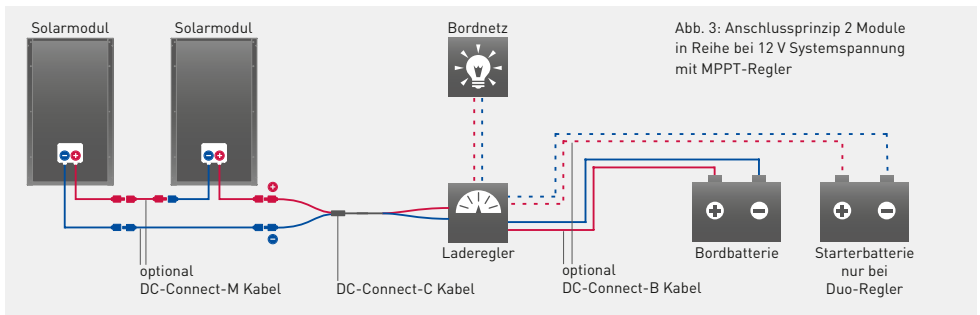 Solarmodul
Solarmodul
Bordnetz
Abb. 3: Anschlussprinzip 2 Module
in Reihe bei 12 V Systemspannung
mit MPPT-Regler
Laderegler
Bordbatterie
Starterbatterie
nur bei
Duo-Regler
optional
DC-Connect-M Kabel
DC-Connect-C Kabel
optional
DC-Connect-B Kabel